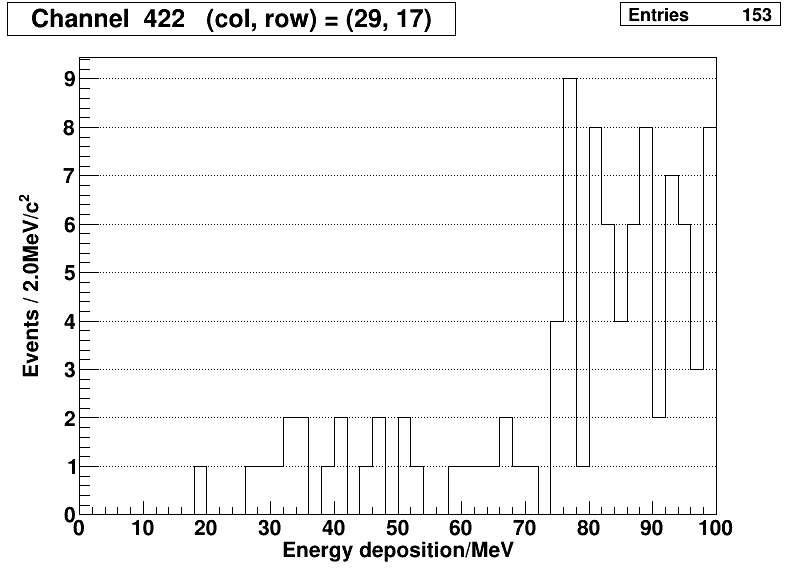 Channel 422 (col, row) = (29, 17)
Entries 153
Events / 2.0MeV/c²
9
8
7
6
5
4
3
2
1
0
0 10 20 30 40 50 60 70 80 90 100
Energy deposition/MeV